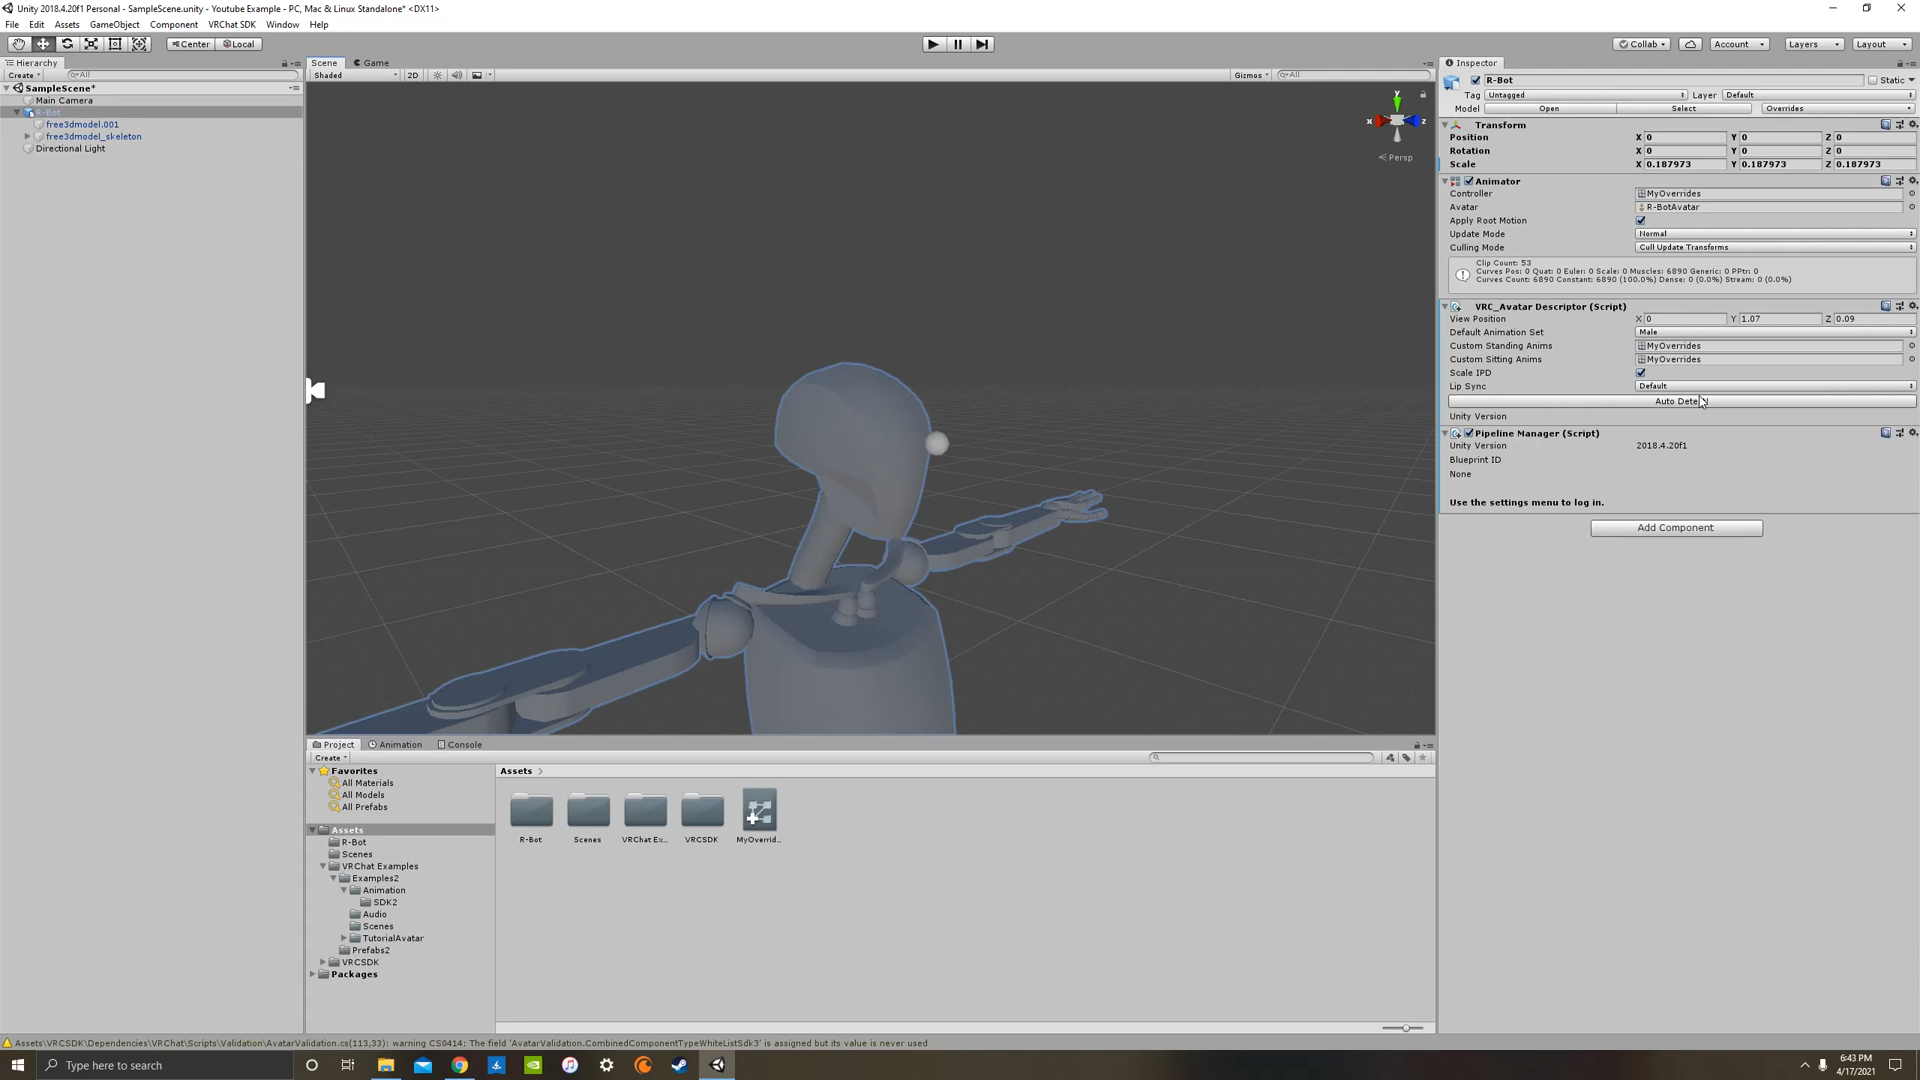 Unity 2018.4.20f1 Personal - SampleScene.unity - Youtube Example - PC, Mac & Linux Standalone* <DX11>
File Edit Assets GameObject Component VRChat SDK Window Help
Center Local Collab Account Layers Layout
Hierarchy
Create All
SampleScene*
Main Camera
R-Bot
free3dmodel.001
free3dmodel_skeleton
Directional Light
Scene Game
Shaded 2D Gizmos All
y
x z
Persp
Inspector
R-Bot Static
Tag Untagged Layer Default
Model Open Select Overrides
Transform
Position X 0 Y 0 Z 0
Rotation X 0 Y 0 Z 0
Scale X 0.187973 Y 0.187973 Z 0.187973
Animator
Controller MyOverrides
Avatar R-BotAvatar
Apply Root Motion
Update Mode Normal
Culling Mode Cull Update Transforms
Clip Count: 53
Curves Pos: 0 Quat: 0 Euler: 0 Scale: 0 Muscles: 6890 Generic: 0 PPtr: 0
Curves Count: 6890 Constant: 6890 (100.0%) Dense: 0 (0.0%) Stream: 0 (0.0%)
VRC_Avatar Descriptor (Script)
View Position X 0 Y 1.07 Z 0.09
Default Animation Set Male
Custom Standing Anims MyOverrides
Custom Sitting Anims MyOverrides
Scale IPD
Lip Sync Default
Auto Detect
Unity Version
Pipeline Manager (Script)
Unity Version 2018.4.20f1
Blueprint ID
None
Use the settings menu to log in.
Add Component
Project Animation Console
Create
Favorites
All Materials
All Models
All Prefabs
Assets
R-Bot
Scenes
VRChat Examples
Examples2
Animation
SDK2
Audio
Scenes
TutorialAvatar
Prefabs2
VRCSDK
Packages
Assets
R-Bot Scenes VRChat Ex... VRCSDK MyOverrid...
Assets\VRCSDK\Dependencies\VRChat\Scripts\Validation\AvatarValidation.cs(113,33): warning CS0414: The field 'AvatarValidation.CombinedComponentTypeWhiteListSdk3' is assigned but its value is never used
Type here to search
6:43 PM
4/17/2021